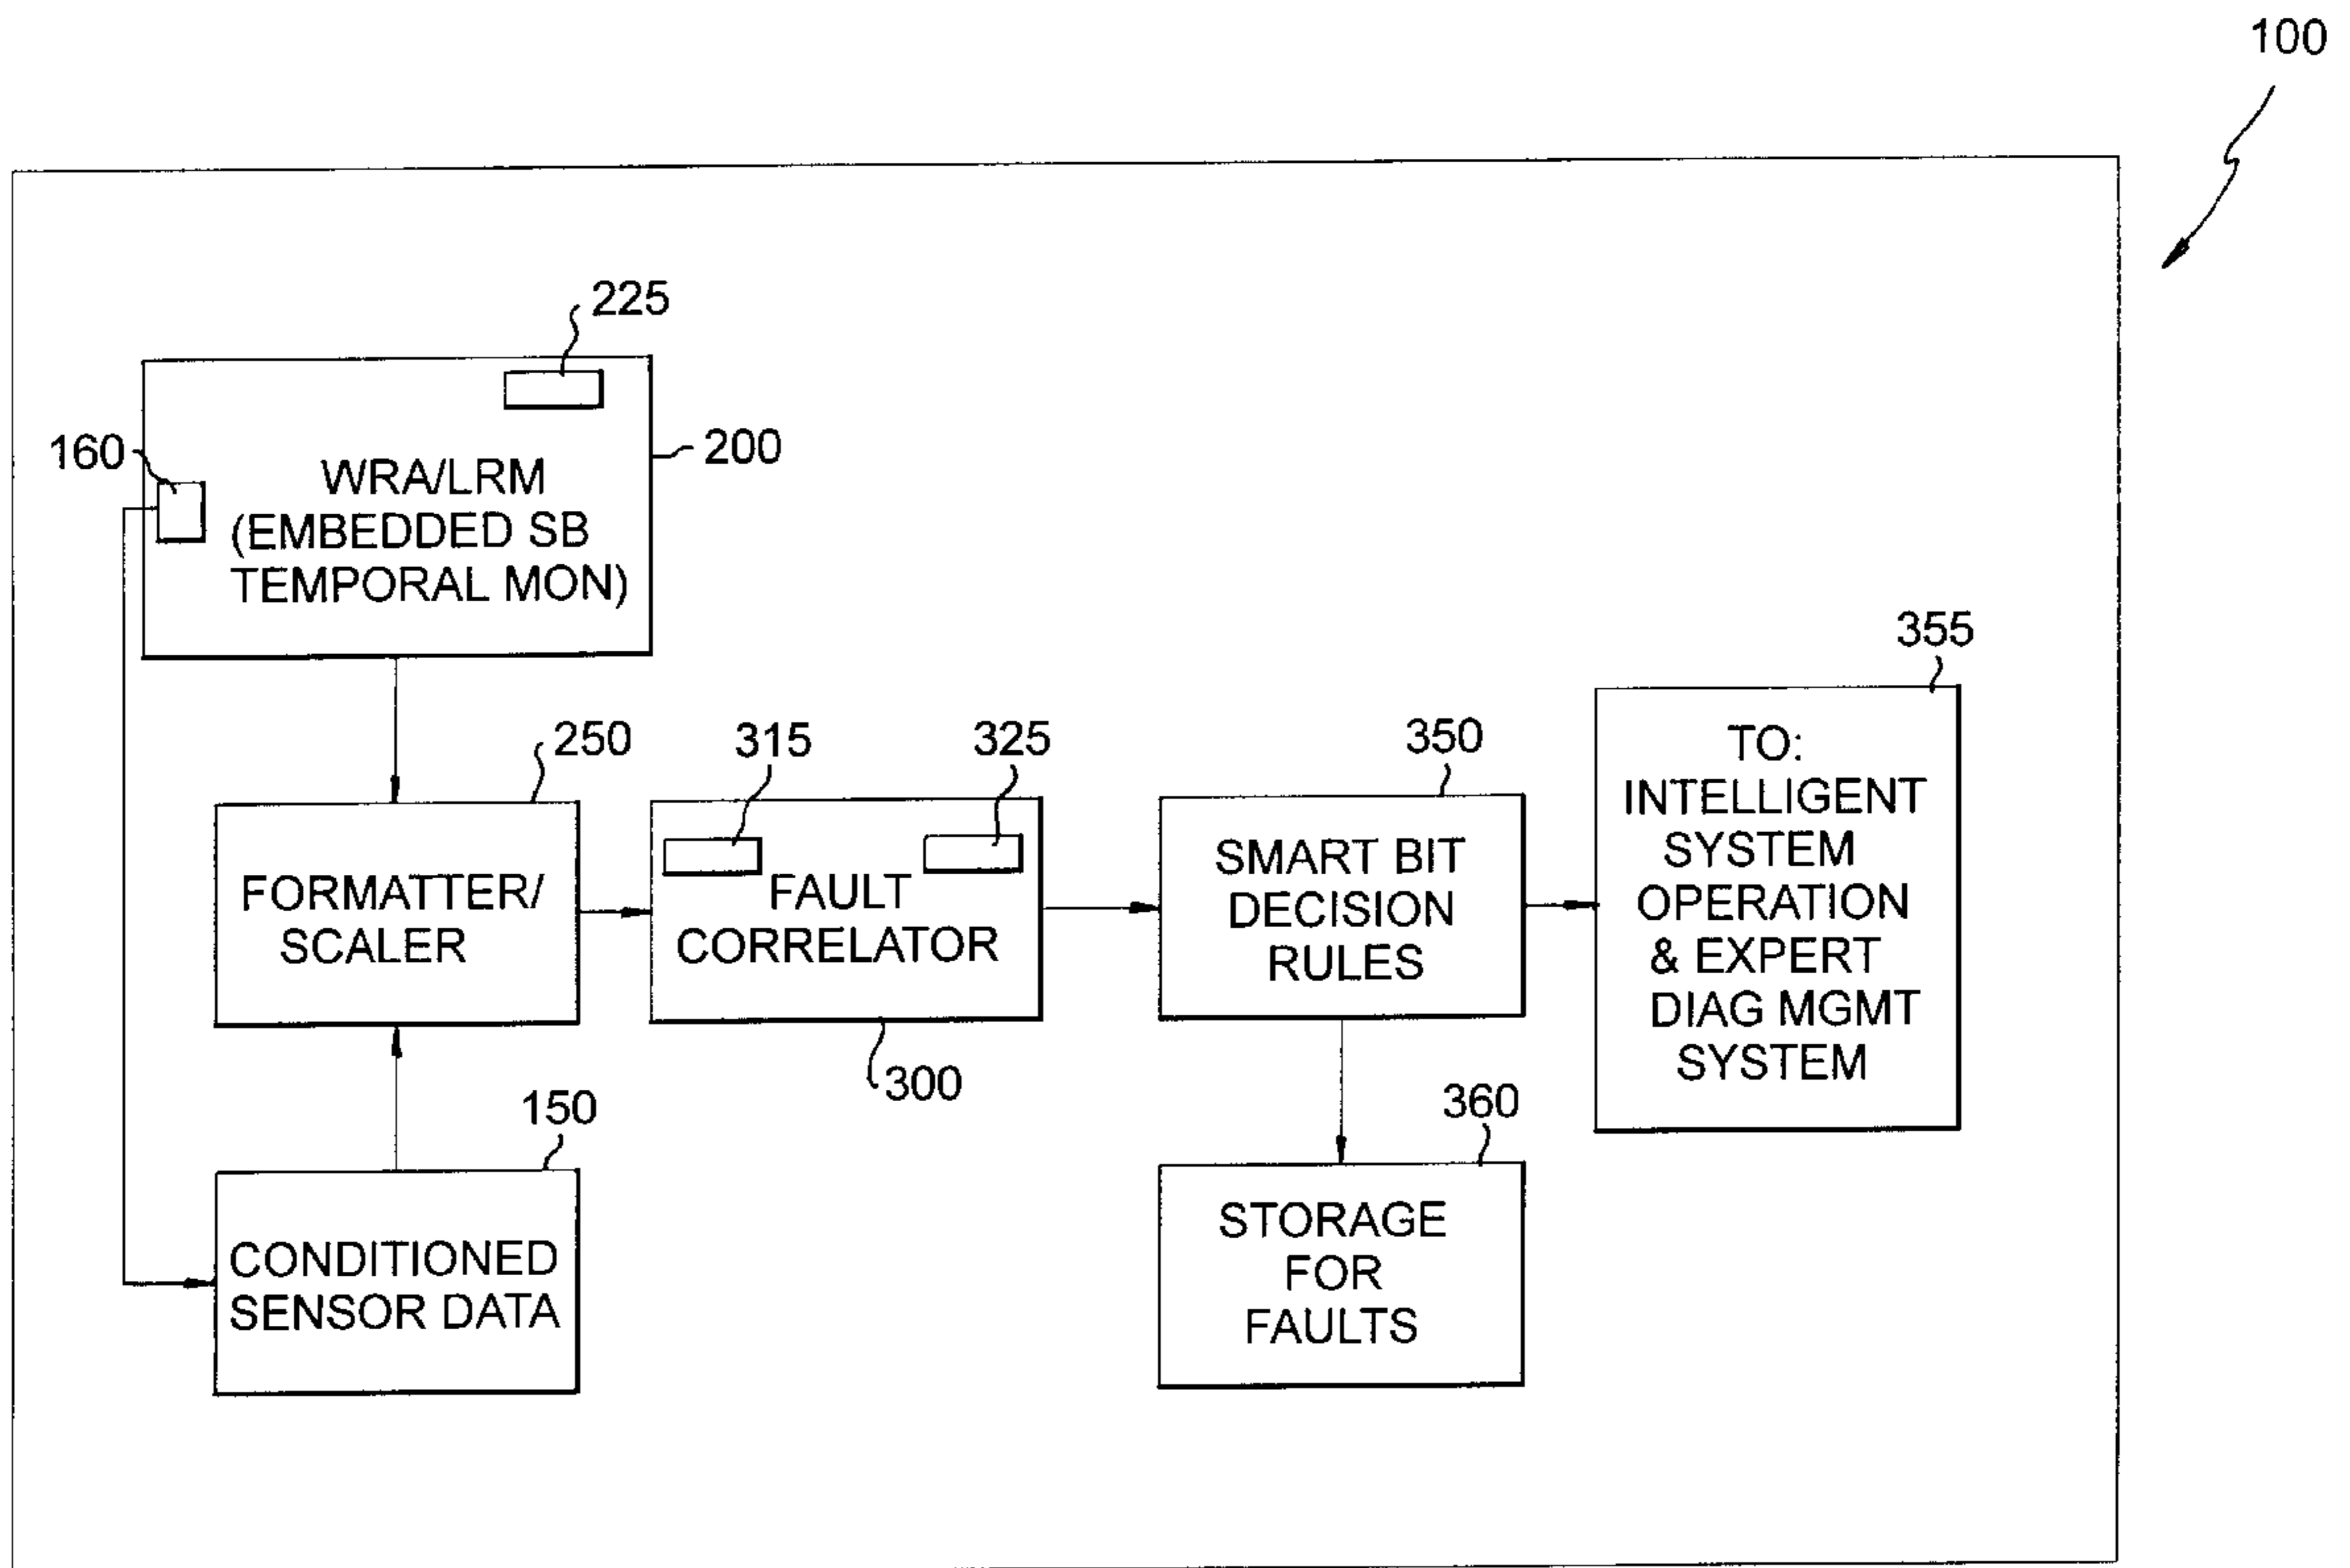 100
225
200
160
WRA/LRM
(EMBEDDED SB
TEMPORAL MON)
355
250
315
325
350
TO:
INTELLIGENT
SYSTEM
OPERATION
& EXPERT
DIAG MGMT
SYSTEM
FORMATTER/
SCALER
FAULT
CORRELATOR
SMART BIT
DECISION
RULES
300
150
360
CONDITIONED
SENSOR DATA
STORAGE
FOR
FAULTS